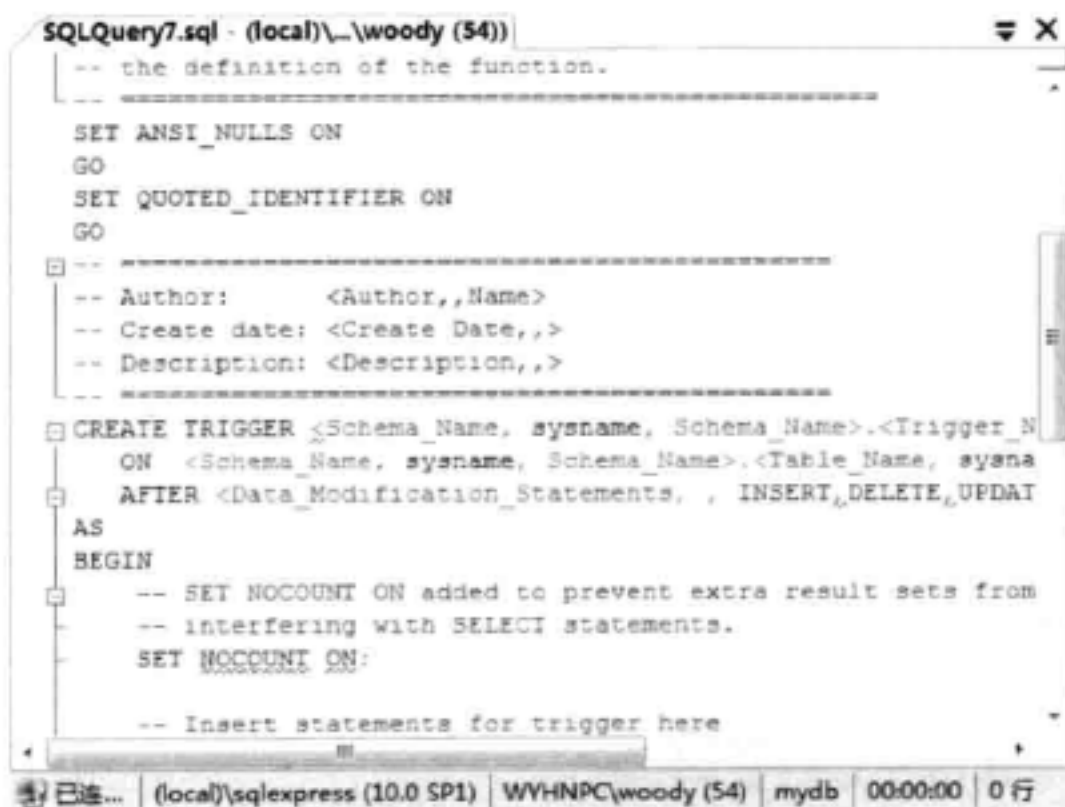 SQLQuery7.sql - (local)\...\woody (54))
-- the definition of the function.
-- ================================================
SET ANSI_NULLS ON
GO
SET QUOTED_IDENTIFIER ON
GO
-- =============================================
-- Author: <Author,,Name>
-- Create date: <Create Date,,>
-- Description: <Description,,>
-- =============================================
CREATE TRIGGER <Schema_Name, sysname, Schema_Name>.<Trigger_N
ON <Schema_Name, sysname, Schema_Name>.<Table_Name, sysna
AFTER <Data_Modification_Statements, , INSERT,DELETE,UPDAT
AS
BEGIN
-- SET NOCOUNT ON added to prevent extra result sets from
-- interfering with SELECT statements.
SET NOCOUNT ON;
-- Insert statements for trigger here
已连... (local)\sqlexpress (10.0 SP1) WYHNPC\woody (54) mydb 00:00:00 0 行